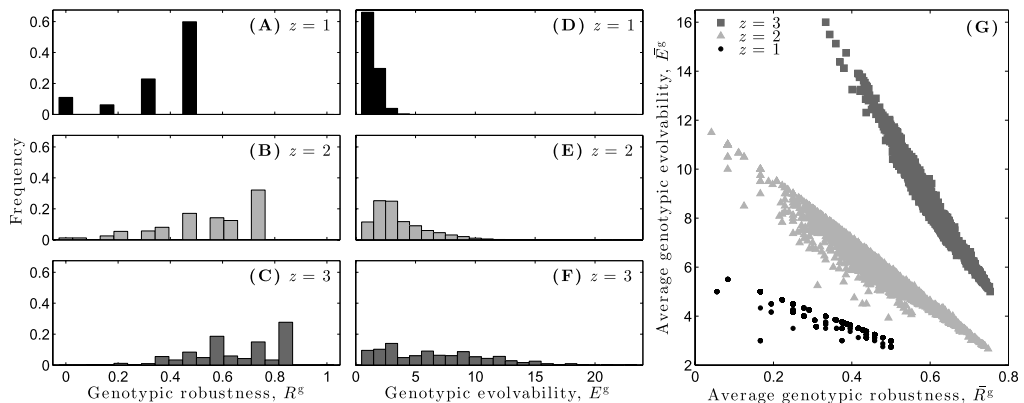 (A) z = 1
0.6
0.4
0.2
0
(B) z = 2
0.6
0.4
0.2
0
(C) z = 3
0.6
0.4
0.2
0
0 0.2 0.4 0.6 0.8 1
Frequency
Genotypic robustness, Rᵍ
(D) z = 1
(E) z = 2
(F) z = 3
0 5 10 15 20
Genotypic evolvability, Eᵍ
(G)
z = 3
z = 2
z = 1
16
14
12
10
8
6
4
2
0 0.2 0.4 0.6 0.8
Average genotypic evolvability, Ēᵍ
Average genotypic robustness, R̄ᵍ